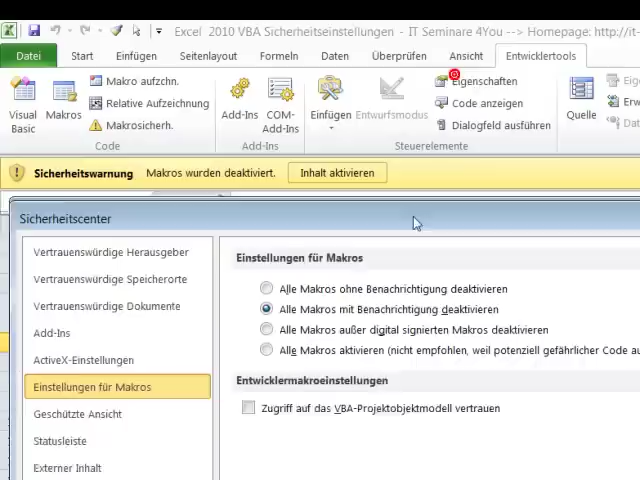 Excel 2010 VBA Sicherheitseinstellungen - IT Seminare 4You --> Homepage: http://it-
Datei Start Einfügen Seitenlayout Formeln Daten Überprüfen Ansicht Entwicklertools
Visual Basic
Makros
Makro aufzchn.
Relative Aufzeichnung
Makrosicherh.
Code
Add-Ins
COM-Add-Ins
Add-Ins
Einfügen
Entwurfsmodus
Eigenschaften
Code anzeigen
Dialogfeld ausführen
Steuerelemente
Quelle
Eige
Erw
Dat
Sicherheitswarnung Makros wurden deaktiviert. Inhalt aktivieren
Sicherheitscenter
Vertrauenswürdige Herausgeber
Vertrauenswürdige Speicherorte
Vertrauenswürdige Dokumente
Add-Ins
ActiveX-Einstellungen
Einstellungen für Makros
Geschützte Ansicht
Statusleiste
Externer Inhalt
Einstellungen für Makros
Alle Makros ohne Benachrichtigung deaktivieren
Alle Makros mit Benachrichtigung deaktivieren
Alle Makros außer digital signierten Makros deaktivieren
Alle Makros aktivieren (nicht empfohlen, weil potenziell gefährlicher Code au
Entwicklermakroeinstellungen
Zugriff auf das VBA-Projektobjektmodell vertrauen